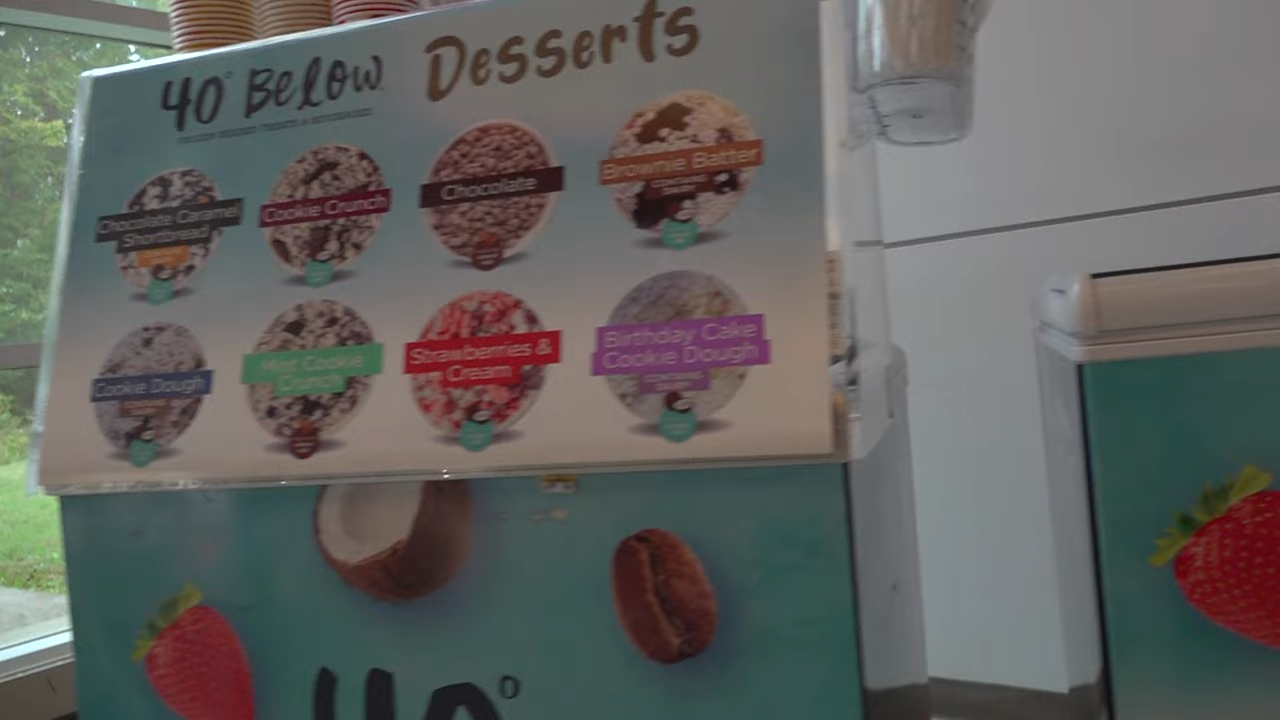 40° Below Desserts
Chocolate Caramel
Shortbread
Cookie Crunch
Chocolate
Brownie Batter
Cookie Dough
Mint Cookie
Crunch
Strawberries &
Cream
Birthday Cake
Cookie Dough
40°